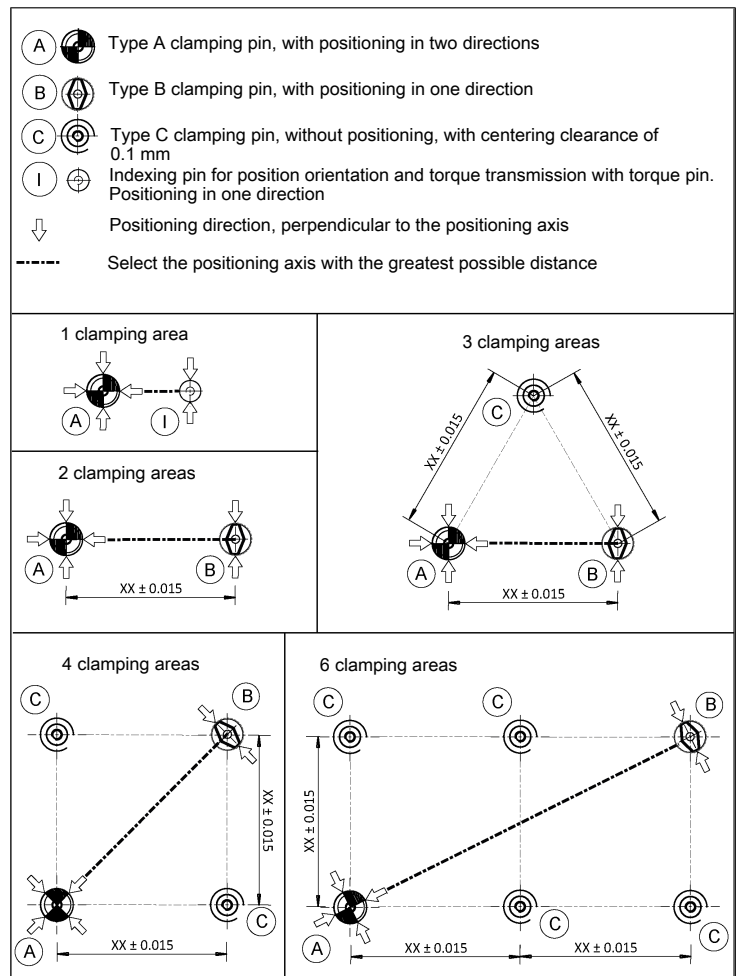 A Type A clamping pin, with positioning in two directions
B Type B clamping pin, with positioning in one direction
C Type C clamping pin, without positioning, with centering clearance of
0.1 mm
I Indexing pin for position orientation and torque transmission with torque pin.
Positioning in one direction
Positioning direction, perpendicular to the positioning axis
Select the positioning axis with the greatest possible distance
1 clamping area
A
I
2 clamping areas
A
B
XX ± 0.015
3 clamping areas
C
XX ± 0.015
XX ± 0.015
A
B
XX ± 0.015
4 clamping areas
C
B
XX ± 0.015
A
C
XX ± 0.015
6 clamping areas
C
C
B
XX ± 0.015
A
C
C
XX ± 0.015
XX ± 0.015